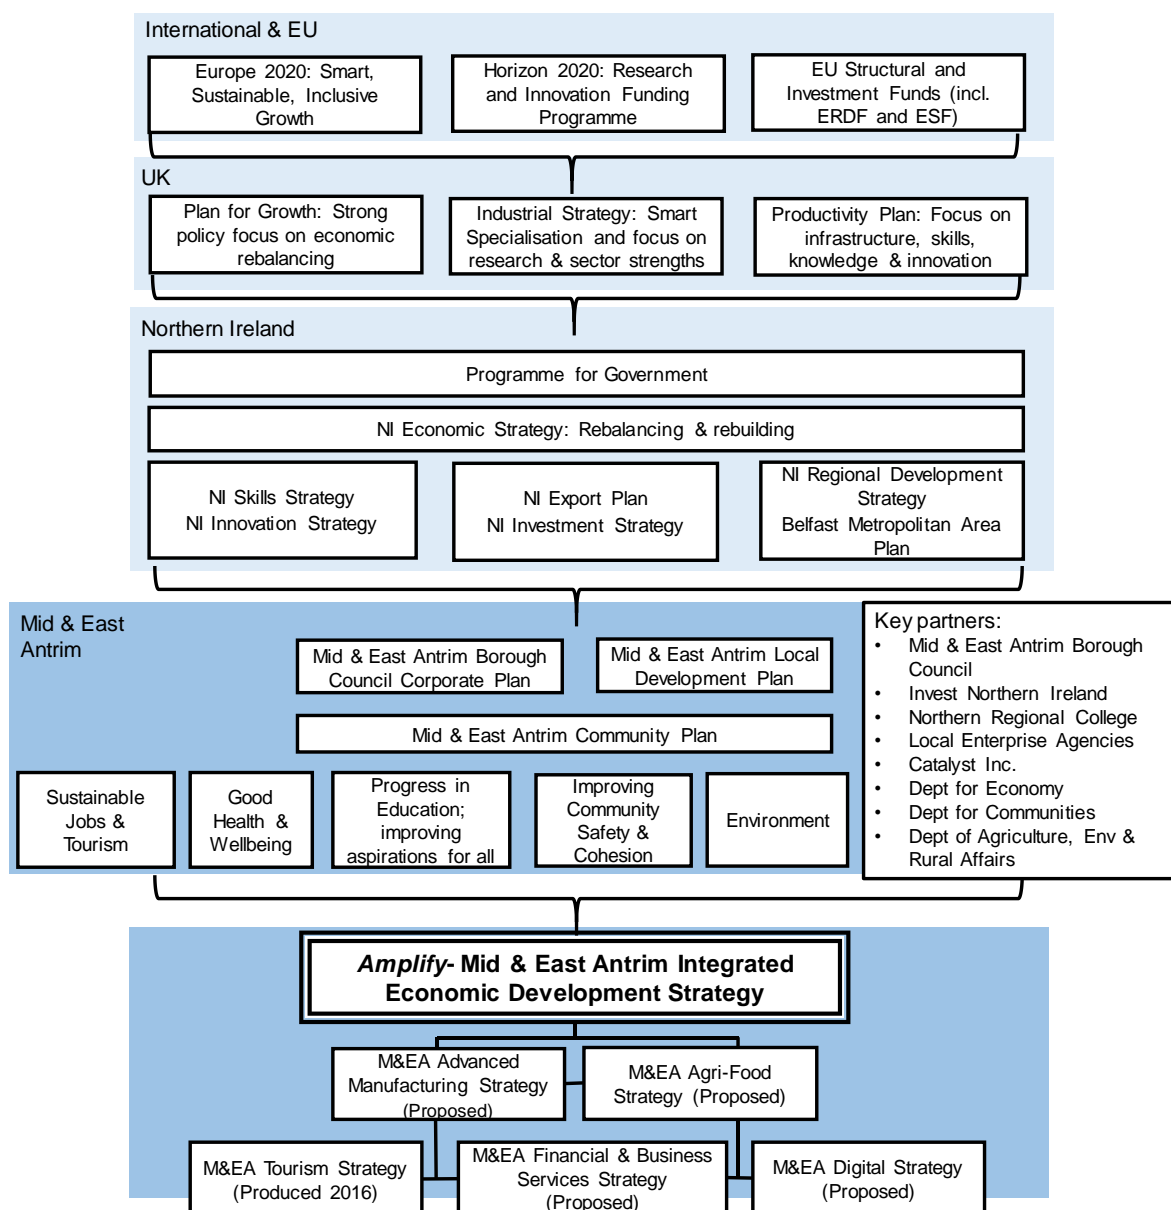 International & EU
Europe 2020: Smart,
Sustainable, Inclusive
Growth
Horizon 2020: Research
and Innovation Funding
Programme
EU Structural and
Investment Funds (incl.
ERDF and ESF)
UK
Plan for Growth: Strong
policy focus on economic
rebalancing
Industrial Strategy: Smart
Specialisation and focus on
research & sector strengths
Productivity Plan: Focus on
infrastructure, skills,
knowledge & innovation
Northern Ireland
Programme for Government
NI Economic Strategy: Rebalancing & rebuilding
NI Skills Strategy
NI Innovation Strategy
NI Export Plan
NI Investment Strategy
NI Regional Development
Strategy
Belfast Metropolitan Area
Plan
Mid & East
Antrim
Mid & East Antrim Borough
Council Corporate Plan
Mid & East Antrim Local
Development Plan
Mid & East Antrim Community Plan
Sustainable
Jobs &
Tourism
Good
Health &
Wellbeing
Progress in
Education;
improving
aspirations for all
Improving
Community
Safety &
Cohesion
Environment
Key partners:
• Mid & East Antrim Borough
Council
• Invest Northern Ireland
• Northern Regional College
• Local Enterprise Agencies
• Catalyst Inc.
• Dept for Economy
• Dept for Communities
• Dept of Agriculture, Env &
Rural Affairs
Amplify- Mid & East Antrim Integrated
Economic Development Strategy
M&EA Advanced
Manufacturing Strategy
(Proposed)
M&EA Agri-Food
Strategy (Proposed)
M&EA Tourism Strategy
(Produced 2016)
M&EA Financial & Business
Services Strategy
(Proposed)
M&EA Digital Strategy
(Proposed)